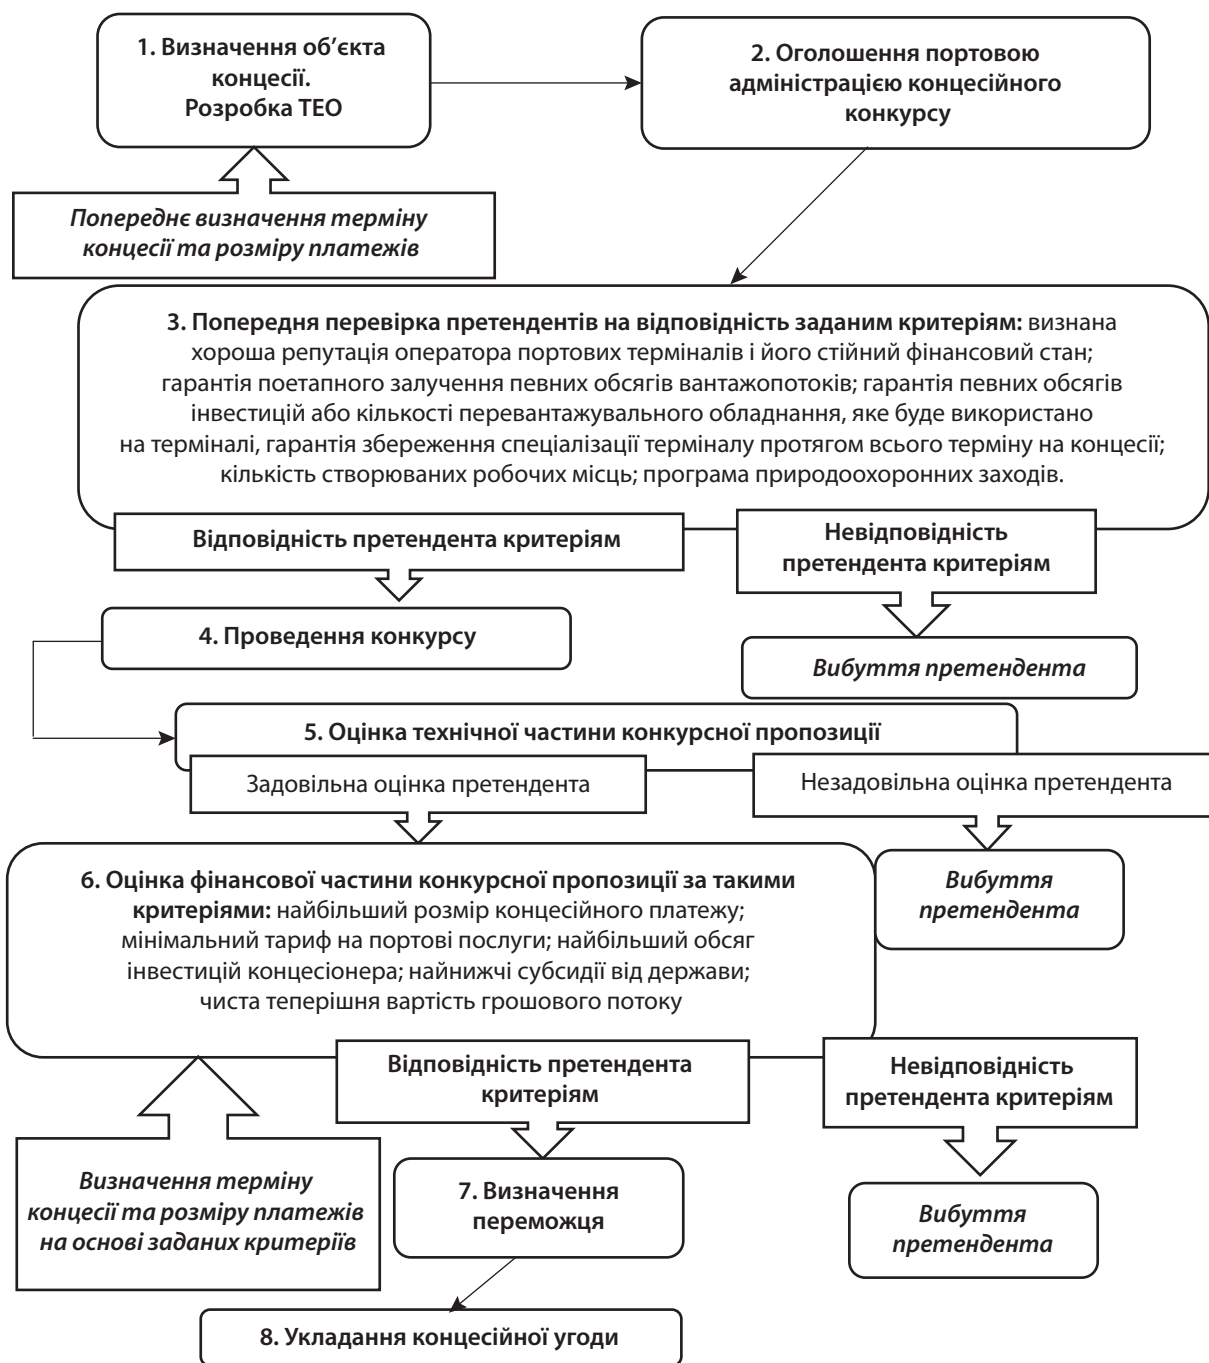 1. Визначення об’єкта
концесії.
Розробка ТЕО
2. Оголошення портовою
адміністрацією концесійного
конкурсу
Попереднє визначення терміну
концесії та розміру платежів
3. Попередня перевірка претендентів на відповідність заданим критеріям: визнана
хороша репутація оператора портових терміналів і його стійний фінансовий стан;
гарантія поетапного залучення певних обсягів вантажопотоків; гарантія певних обсягів
інвестицій або кількості перевантажувального обладнання, яке буде використано
на терміналі, гарантія збереження спеціалізації терміналу протягом всього терміну на концесії;
кількість створюваних робочих місць; програма природоохоронних заходів.
Відповідність претендента критеріям
Невідповідність
претендента критеріям
4. Проведення конкурсу
Вибуття претендента
5. Оцінка технічної частини конкурсної пропозиції
Задовільна оцінка претендента
Незадовільна оцінка претендента
6. Оцінка фінансової частини конкурсної пропозиції за такими
критеріями: найбільший розмір концесійного платежу;
мінімальний тариф на портові послуги; найбільший обсяг
інвестицій концесіонера; найнижчі субсидії від держави;
чиста теперішня вартість грошового потоку
Вибуття
претендента
Відповідність претендента
критеріям
Невідповідність
претендента критеріям
Визначення терміну
концесії та розміру платежів
на основі заданих критеріїв
7. Визначення
переможця
Вибуття
претендента
8. Укладання концесійної угоди